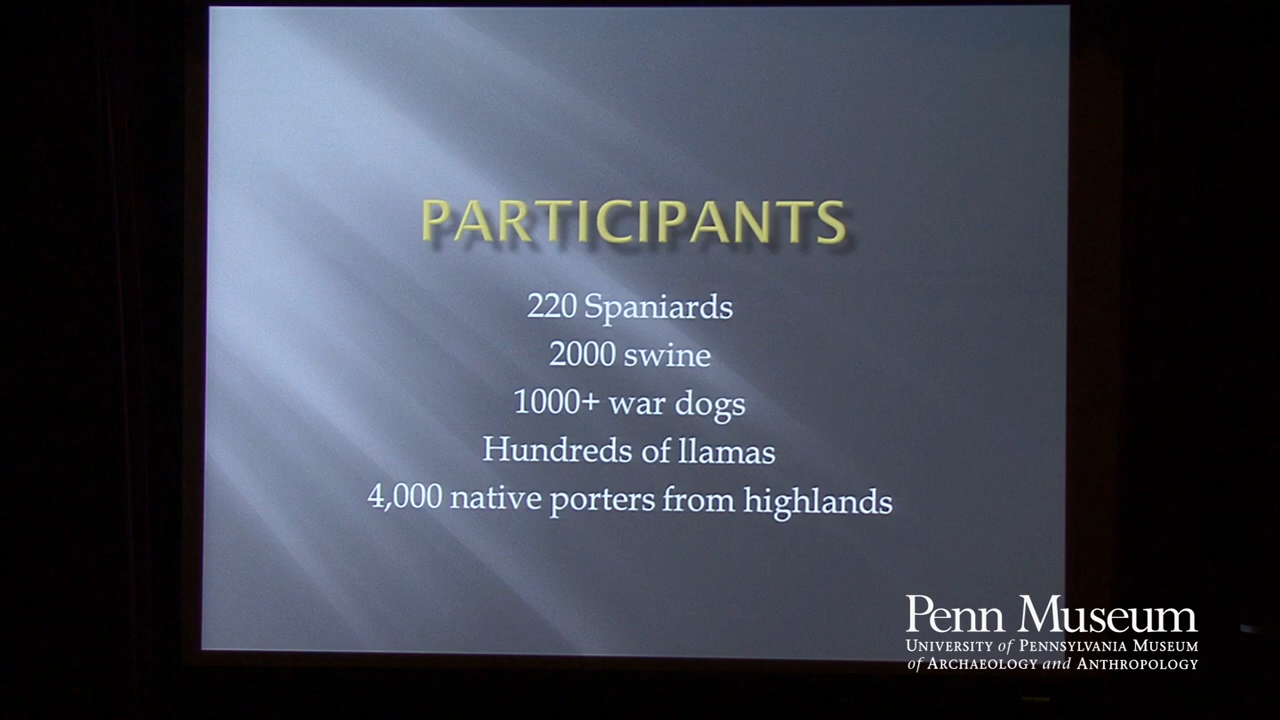 PARTICIPANTS
220 Spaniards
2000 swine
1000+ war dogs
Hundreds of llamas
4,000 native porters from highlands
Penn Museum
University of Pennsylvania Museum
of Archaeology and Anthropology